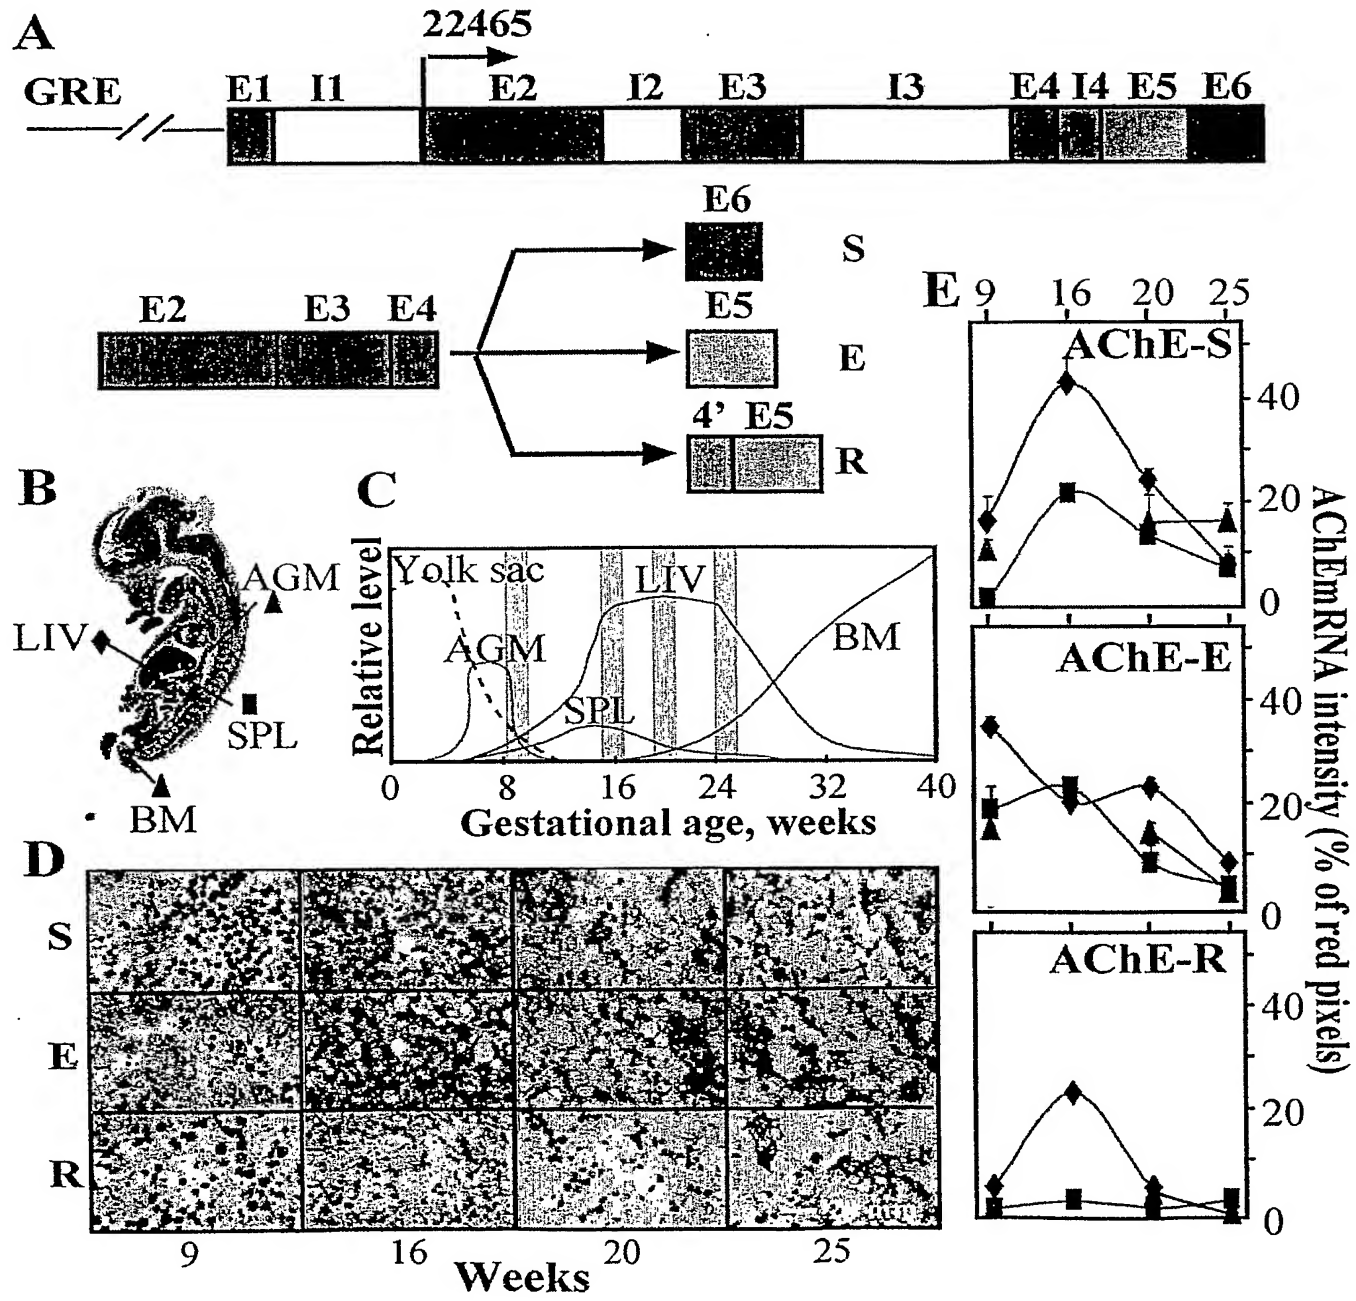 A
22465
GRE E1 I1 E2 I2 E3 I3 E4 I4 E5 E6
E6
S
E2 E3 E4
E5
E
4' E5
R
B
AGM
LIV
SPL
BM
C
Relative level
Yolk sac
AGM
LIV
SPL
BM
0 8 16 24 32 40
Gestational age, weeks
D
S
E
R
9 16 20 25
Weeks
E 9 16 20 25
AChE-S
40
20
0
AChE-E
40
20
0
AChE-R
40
20
0
AChEmRNA intensity (% of red pixels)